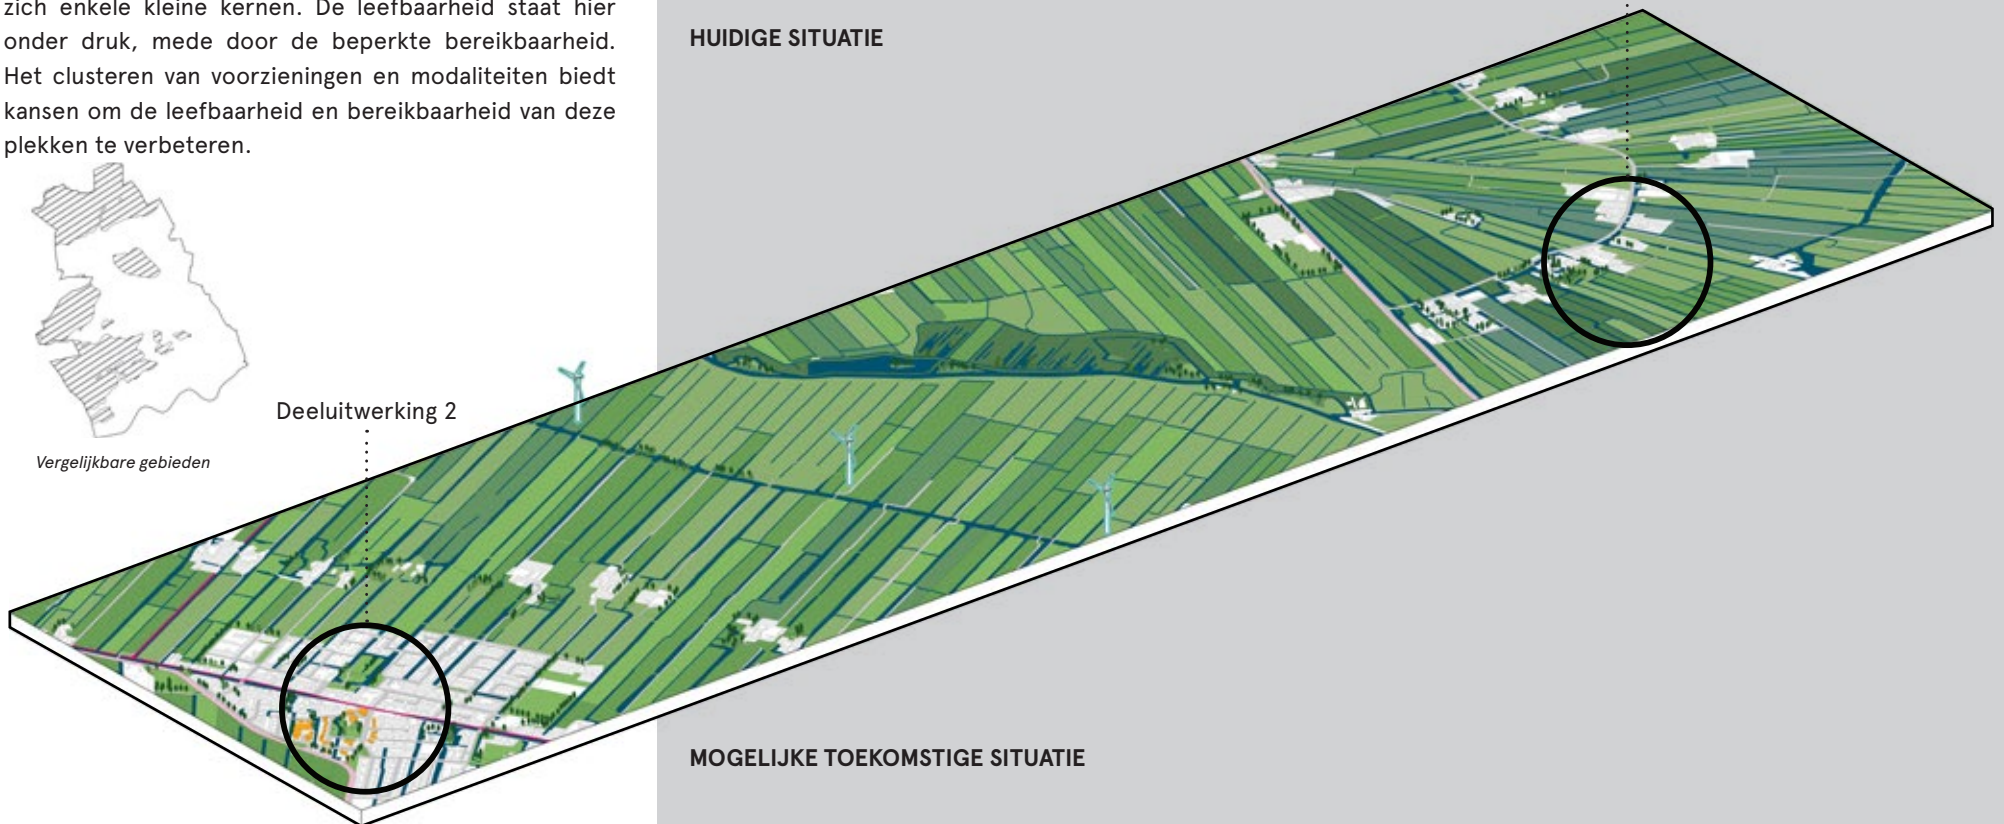 zich enkele kleine kernen. De leefbaarheid staat hier
onder druk, mede door de beperkte bereikbaarheid.
Het clusteren van voorzieningen en modaliteiten biedt
kansen om de leefbaarheid en bereikbaarheid van deze
plekken te verbeteren.
Vergelijkbare gebieden
Deeluitwerking 2
HUIDIGE SITUATIE
MOGELIJKE TOEKOMSTIGE SITUATIE